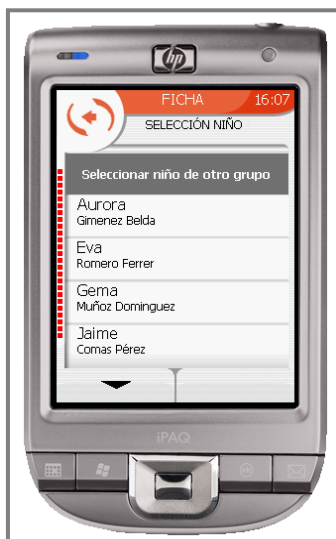 hp
FICHA 16:07
SELECCIÓN NIÑO
Seleccionar niño de otro grupo
Aurora
Gimenez Belda
Eva
Romero Ferrer
Gema
Muñoz Dominguez
Jaime
Comas Pérez
iPAQ
ok